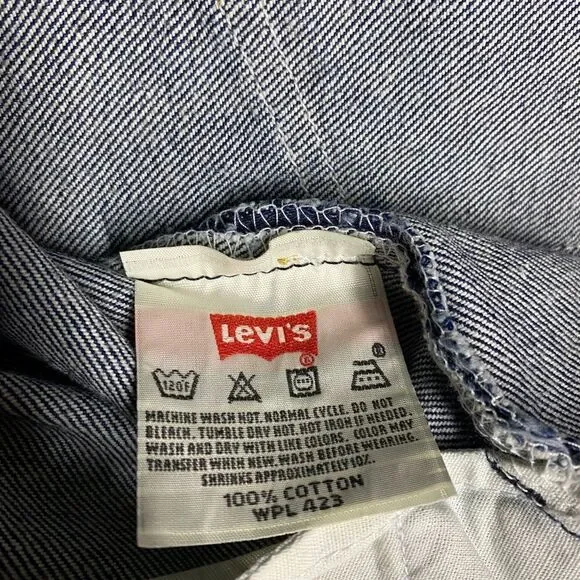 Levi's
®
®
120F
MACHINE WASH HOT. NORMAL CYCLE. DO NOT
BLEACH. TUMBLE DRY HOT. HOT IRON IF NEEDED.
WASH AND DRY WITH LIKE COLORS. COLOR MAY
TRANSFER WHEN NEW. WASH BEFORE WEARING.
SHRINKS APPROXIMATELY 10%.
100% COTTON
WPL 423